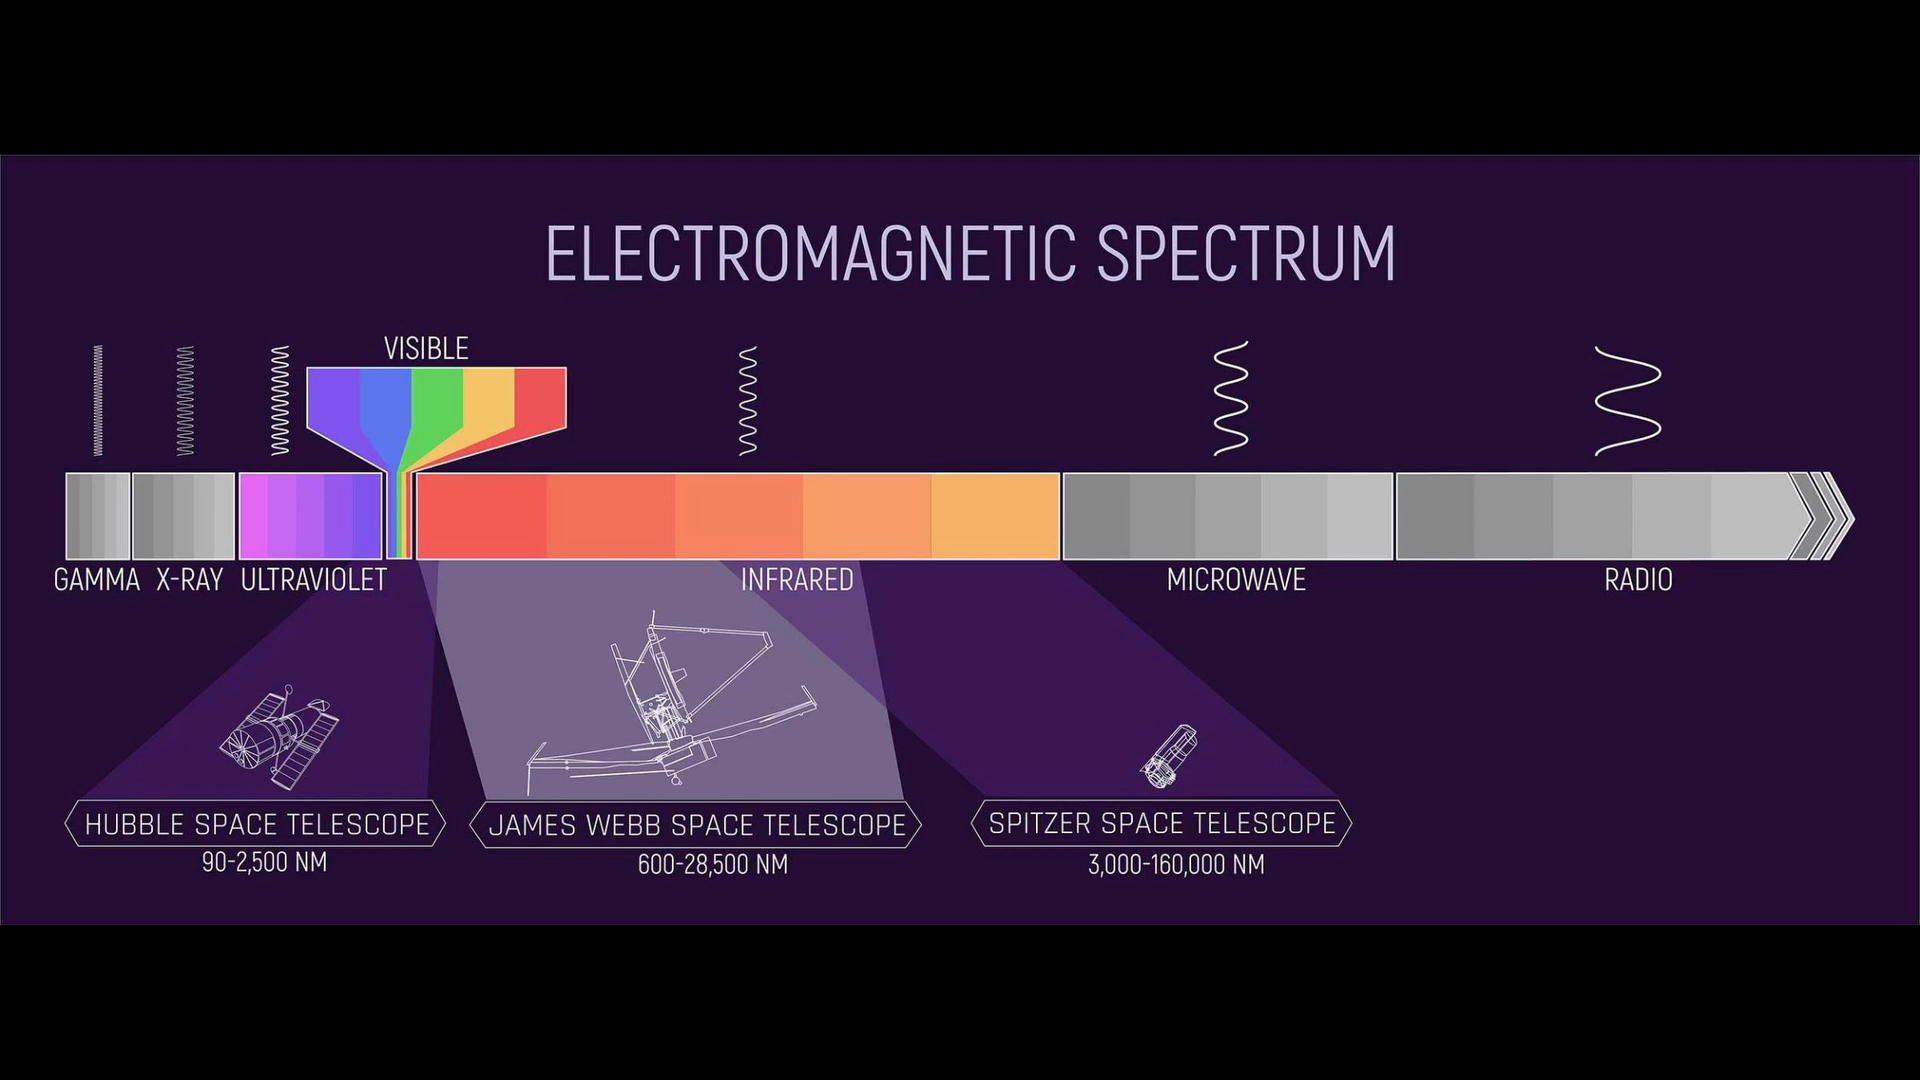 ELECTROMAGNETIC SPECTRUM
VISIBLE
GAMMA
X-RAY
ULTRAVIOLET
INFRARED
MICROWAVE
RADIO
HUBBLE SPACE TELESCOPE
90-2,500 NM
JAMES WEBB SPACE TELESCOPE
600-28,500 NM
SPITZER SPACE TELESCOPE
3,000-160,000 NM